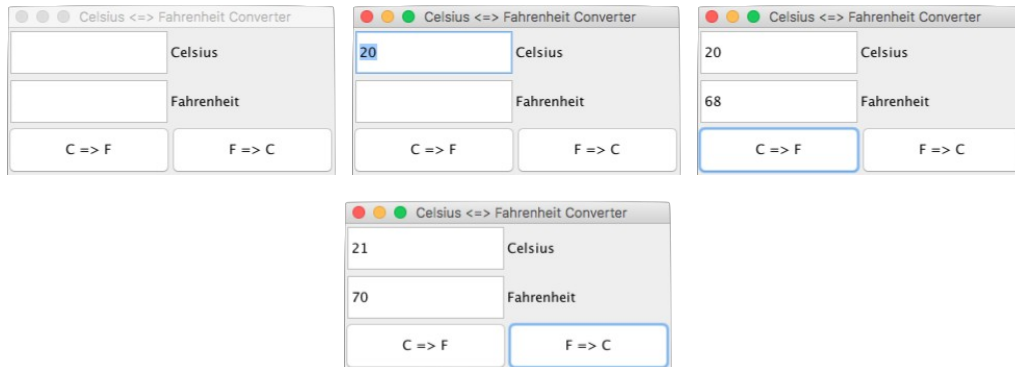 Celsius <=> Fahrenheit Converter
Celsius
Fahrenheit
C => F F => C
Celsius <=> Fahrenheit Converter
20 Celsius
Fahrenheit
C => F F => C
Celsius <=> Fahrenheit Converter
20 Celsius
68 Fahrenheit
C => F F => C
Celsius <=> Fahrenheit Converter
21 Celsius
70 Fahrenheit
C => F F => C